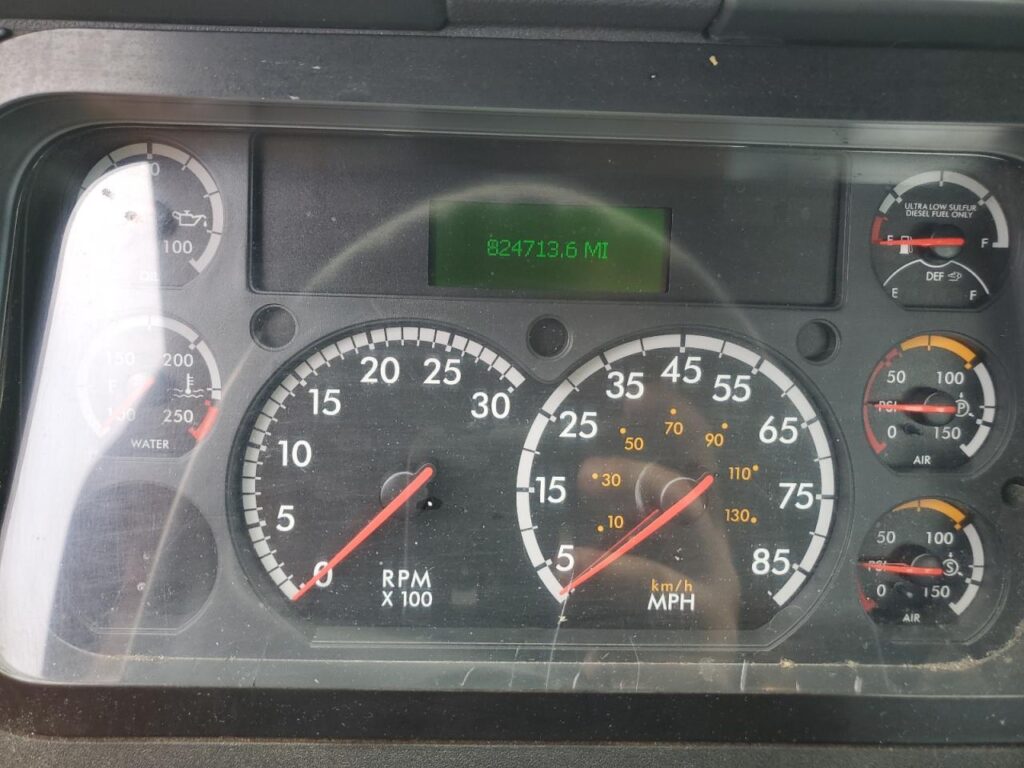 824713.6 MI
0
100
OIL
ULTRA LOW SULFUR
DIESEL FUEL ONLY
E
F
DEF
E
F
150
200
F
100
250
WATER
0
5
10
15
20
25
30
RPM
X 100
5
15
25
35
45
55
65
75
85
10
30
50
70
90
110
130
km/h
MPH
50
100
PSI
P
0
150
AIR
50
100
PSI
S
0
150
AIR